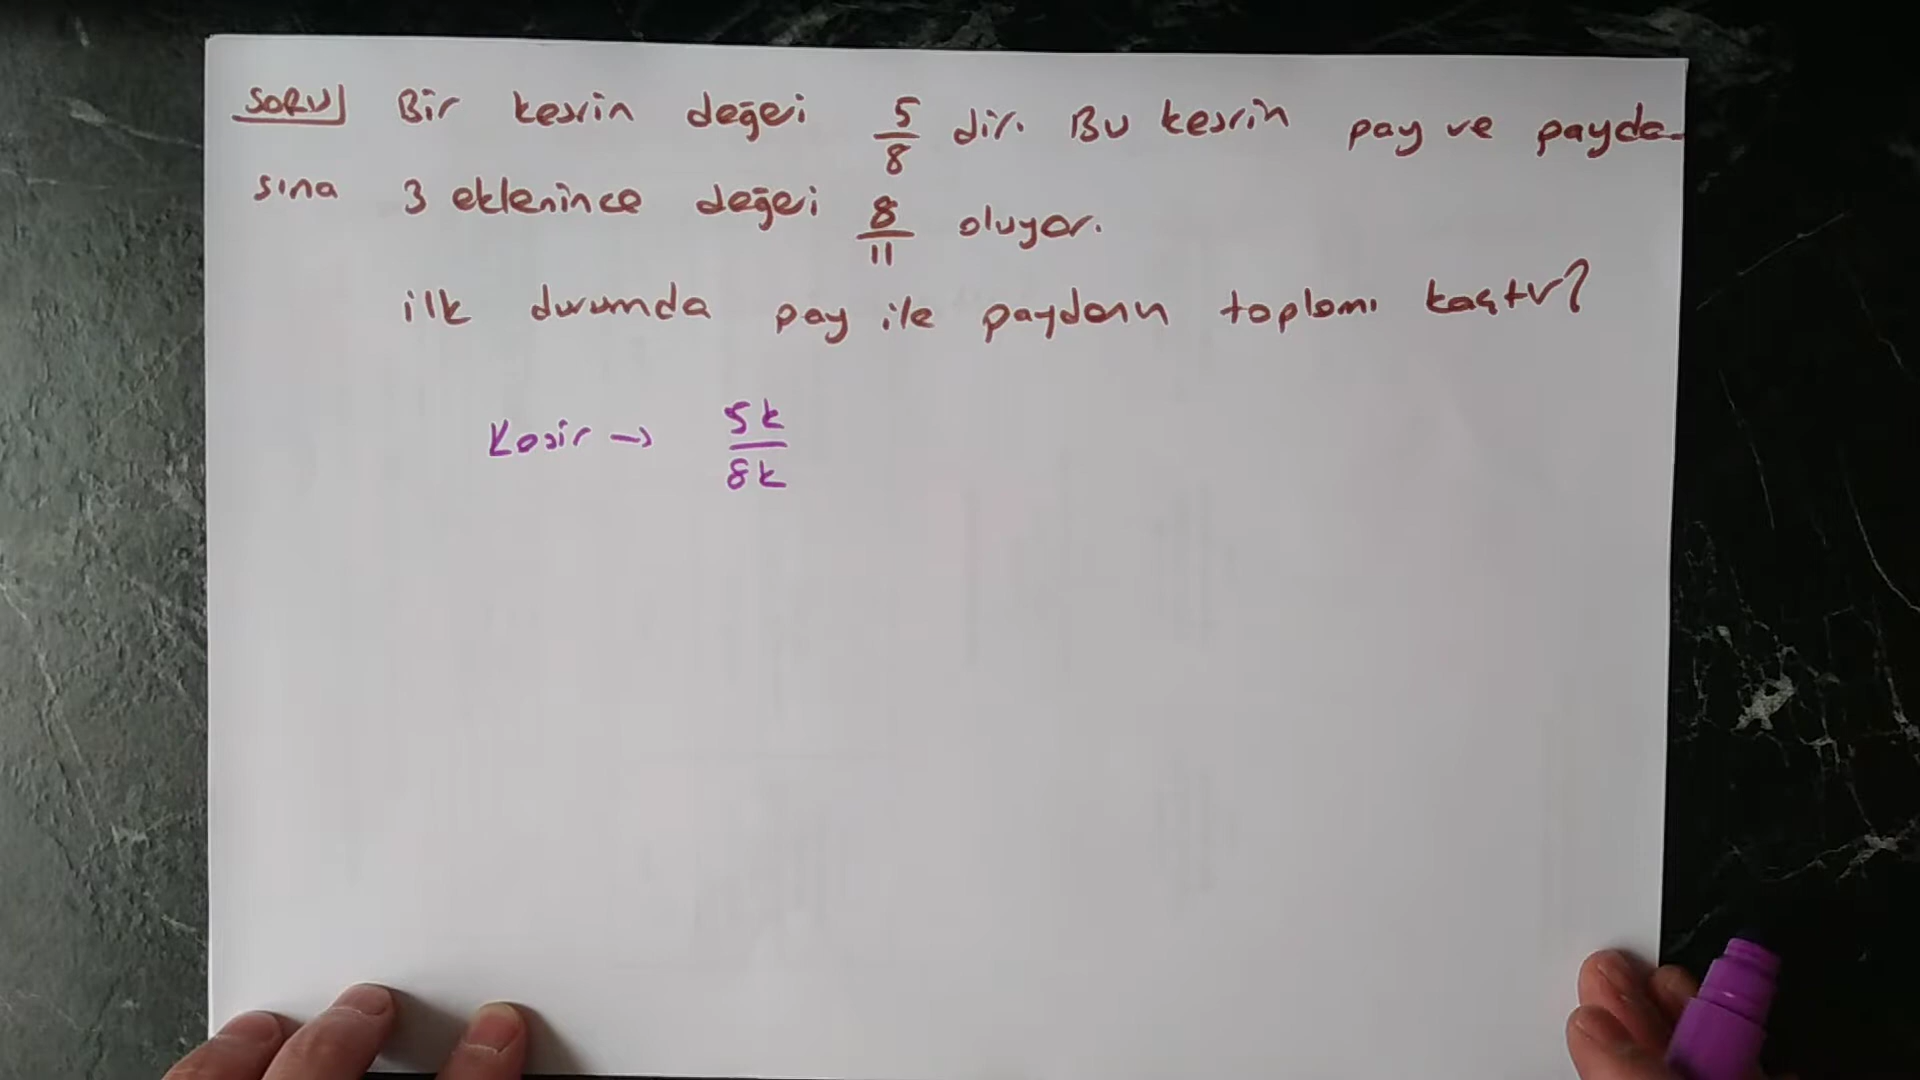 SORU Bir kesrin değeri 5/8 dir. Bu kesrin pay ve payda-
sına 3 eklenince değeri 8/11 oluyor.
ilk durumda pay ile paydanın toplamı kaçtır?
Kesir → 5k/8k